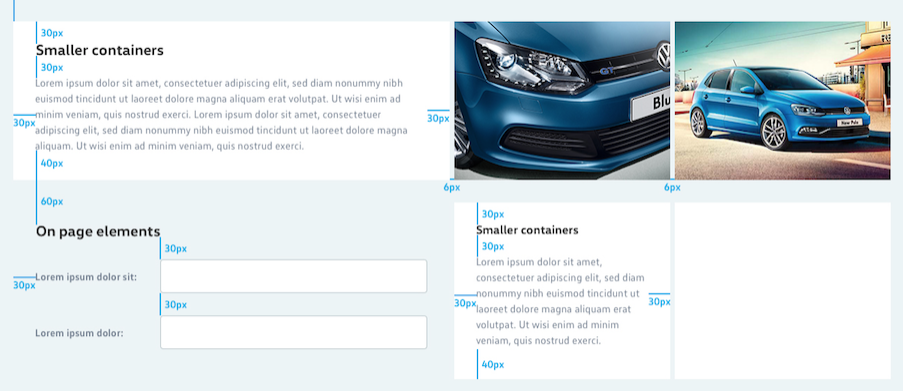 30px
Smaller containers
30px
Lorem ipsum dolor sit amet, consectetuer adipiscing elit, sed diam nonummy nibh
euismod tincidunt ut laoreet dolore magna aliquam erat volutpat. Ut wisi enim ad
minim veniam, quis nostrud exerci. Lorem ipsum dolor sit amet, consectetuer
adipiscing elit, sed diam nonummy nibh euismod tincidunt ut laoreet dolore magna
aliquam. Ut wisi enim ad minim veniam, quis nostrud exerci.
30px
30px
40px
Blu
New Polo
6px
6px
60px
On page elements
30px
Lorem ipsum dolor sit:
30px
30px
Lorem ipsum dolor:
30px
Smaller containers
30px
Lorem ipsum dolor sit amet,
consectetuer adipiscing elit, sed diam
nonummy nibh euismod tincidunt ut
laoreet dolore magna aliquam erat
volutpat. Ut wisi enim ad minim
veniam, quis nostrud exerci.
30px
30px
40px